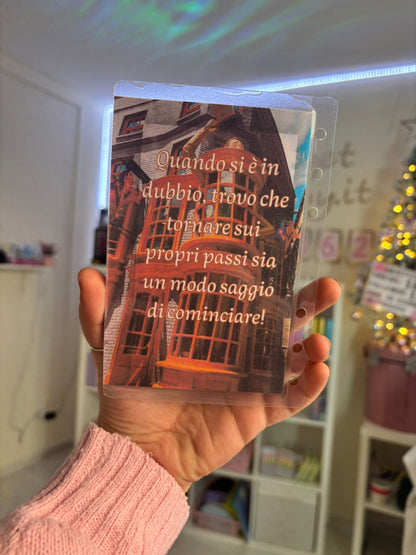 Quando si è in
dubbio, trovo che
tornare sui
propri passi sia
un modo saggio
di cominciare!